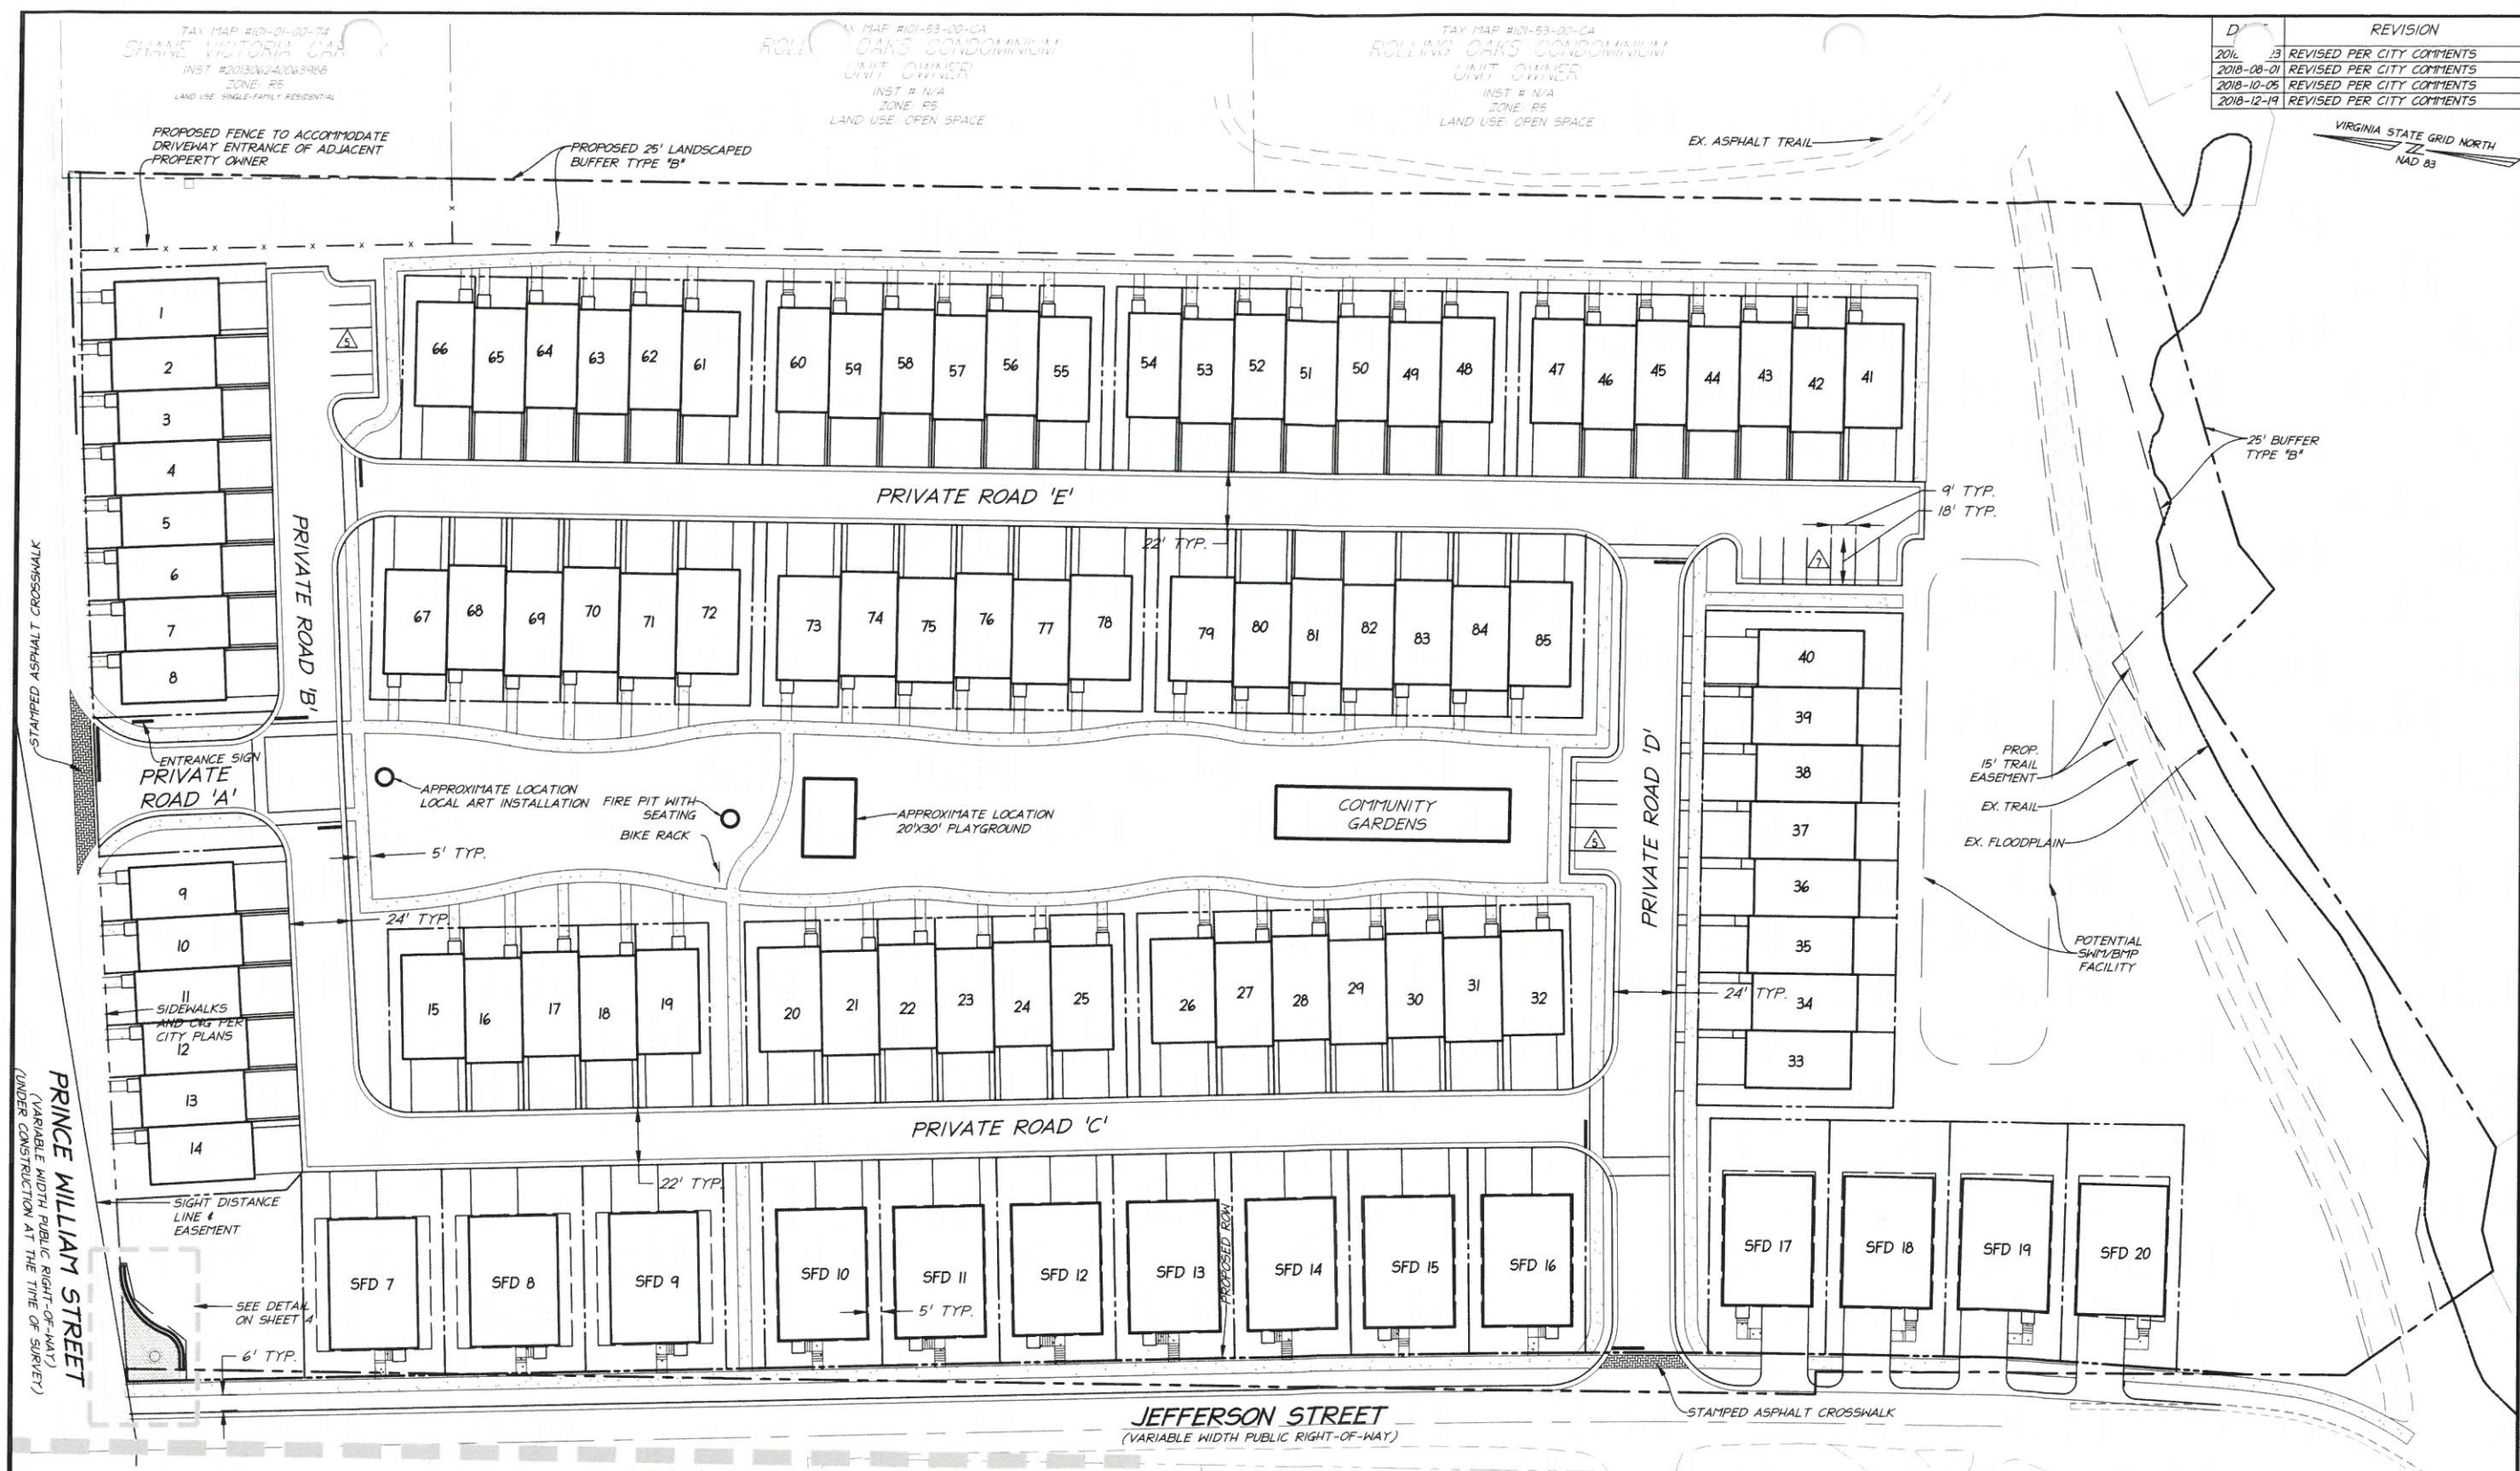 TAX MAP #101-01-00-74
SHANE VICTORIA
INST #201306240063988
ZONE: R5
LAND USE: SINGLE-FAMILY RESIDENTIAL
MAP #101-53-00-CA
OAKS CONDOMINIUM
UNIT OWNER
INST # N/A
ZONE: R5
LAND USE: OPEN SPACE
TAX MAP #101-53-00-CA
ROLLING OAKS CONDOMINIUM
UNIT OWNER
INST # N/A
ZONE: R5
LAND USE: OPEN SPACE
REVISION
REVISED PER CITY COMMENTS
2018-08-01 REVISED PER CITY COMMENTS
2018-10-05 REVISED PER CITY COMMENTS
2018-12-19 REVISED PER CITY COMMENTS
VIRGINIA STATE GRID NORTH
NAD 83
PROPOSED FENCE TO ACCOMMODATE
DRIVEWAY ENTRANCE OF ADJACENT
PROPERTY OWNER
PROPOSED 25' LANDSCAPED
BUFFER TYPE "B"
EX. ASPHALT TRAIL
1
2
3
4
5
6
7
8
5
66
65
64
63
62
61
60
59
58
57
56
55
54
53
52
51
50
49
48
47
46
45
44
43
42
41
25' BUFFER
TYPE "B"
PRIVATE ROAD 'E'
9' TYP.
18' TYP.
22' TYP.
7
STAMPED ASPHALT CROSSWALK
PRIVATE ROAD 'B'
67
68
69
70
71
72
73
74
75
76
77
78
79
80
81
82
83
84
85
40
39
38
37
36
35
34
33
PRIVATE ROAD 'D'
ENTRANCE SIGN
PRIVATE
ROAD 'A'
APPROXIMATE LOCATION
LOCAL ART INSTALLATION
FIRE PIT WITH
SEATING
BIKE RACK
APPROXIMATE LOCATION
20'X30' PLAYGROUND
COMMUNITY
GARDENS
5
PROP.
15' TRAIL
EASEMENT
EX. TRAIL
EX. FLOODPLAIN
5' TYP.
24' TYP.
POTENTIAL
SWM/BMP
FACILITY
24' TYP.
9
10
11
SIDEWALKS
AND C&G PER
CITY PLANS
12
13
14
15
16
17
18
19
20
21
22
23
24
25
26
27
28
29
30
31
32
PRIVATE ROAD 'C'
22' TYP.
PRINCE WILLIAM STREET
(VARIABLE WIDTH PUBLIC RIGHT-OF-WAY)
(UNDER CONSTRUCTION AT THE TIME OF SURVEY)
SIGHT DISTANCE
LINE &
EASEMENT
SEE DETAIL
ON SHEET 4
6' TYP.
SFD 7
SFD 8
SFD 9
SFD 10
SFD 11
SFD 12
SFD 13
SFD 14
SFD 15
SFD 16
SFD 17
SFD 18
SFD 19
SFD 20
5' TYP.
PROPOSED ROW
JEFFERSON STREET
(VARIABLE WIDTH PUBLIC RIGHT-OF-WAY)
STAMPED ASPHALT CROSSWALK